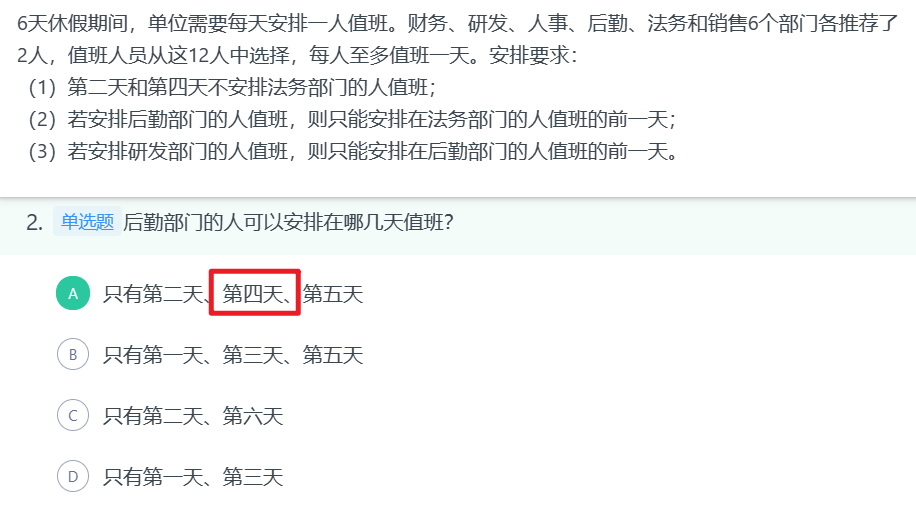 6天休假期间，单位需要每天安排一人值班。财务、研发、人事、后勤、法务和销售6个部门各推荐了
2人，值班人员从这12人中选择，每人至多值班一天。安排要求：
（1）第二天和第四天不安排法务部门的人值班；
（2）若安排后勤部门的人值班，则只能安排在法务部门的人值班的前一天；
（3）若安排研发部门的人值班，则只能安排在后勤部门的人值班的前一天。
2. 单选题 后勤部门的人可以安排在哪几天值班？
A 只有第二天、第四天、第五天
B 只有第一天、第三天、第五天
C 只有第二天、第六天
D 只有第一天、第三天